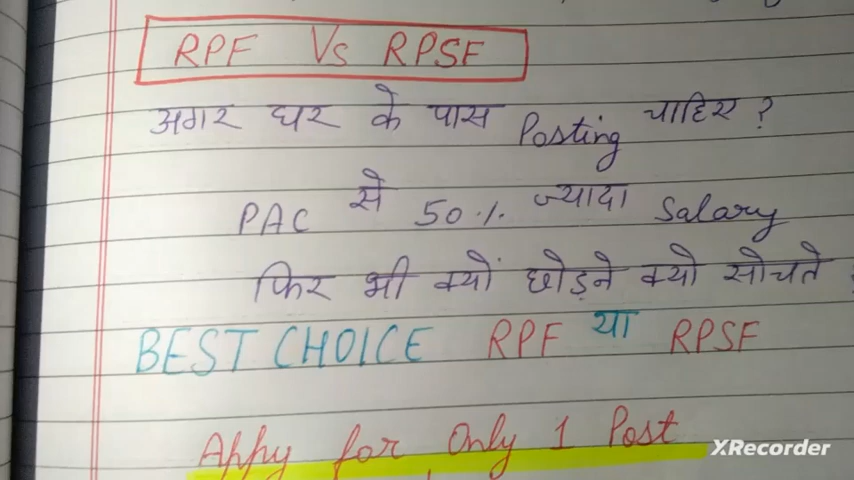 RPF Vs RPSF
अगर घर के पास Posting चाहिए ?
PAC से 50 % ज्यादा Salary
फिर भी क्यों छोड़ने क्यो सोचते
BEST CHOICE RPF या RPSF
Appy for Only 1 Post
XRecorder